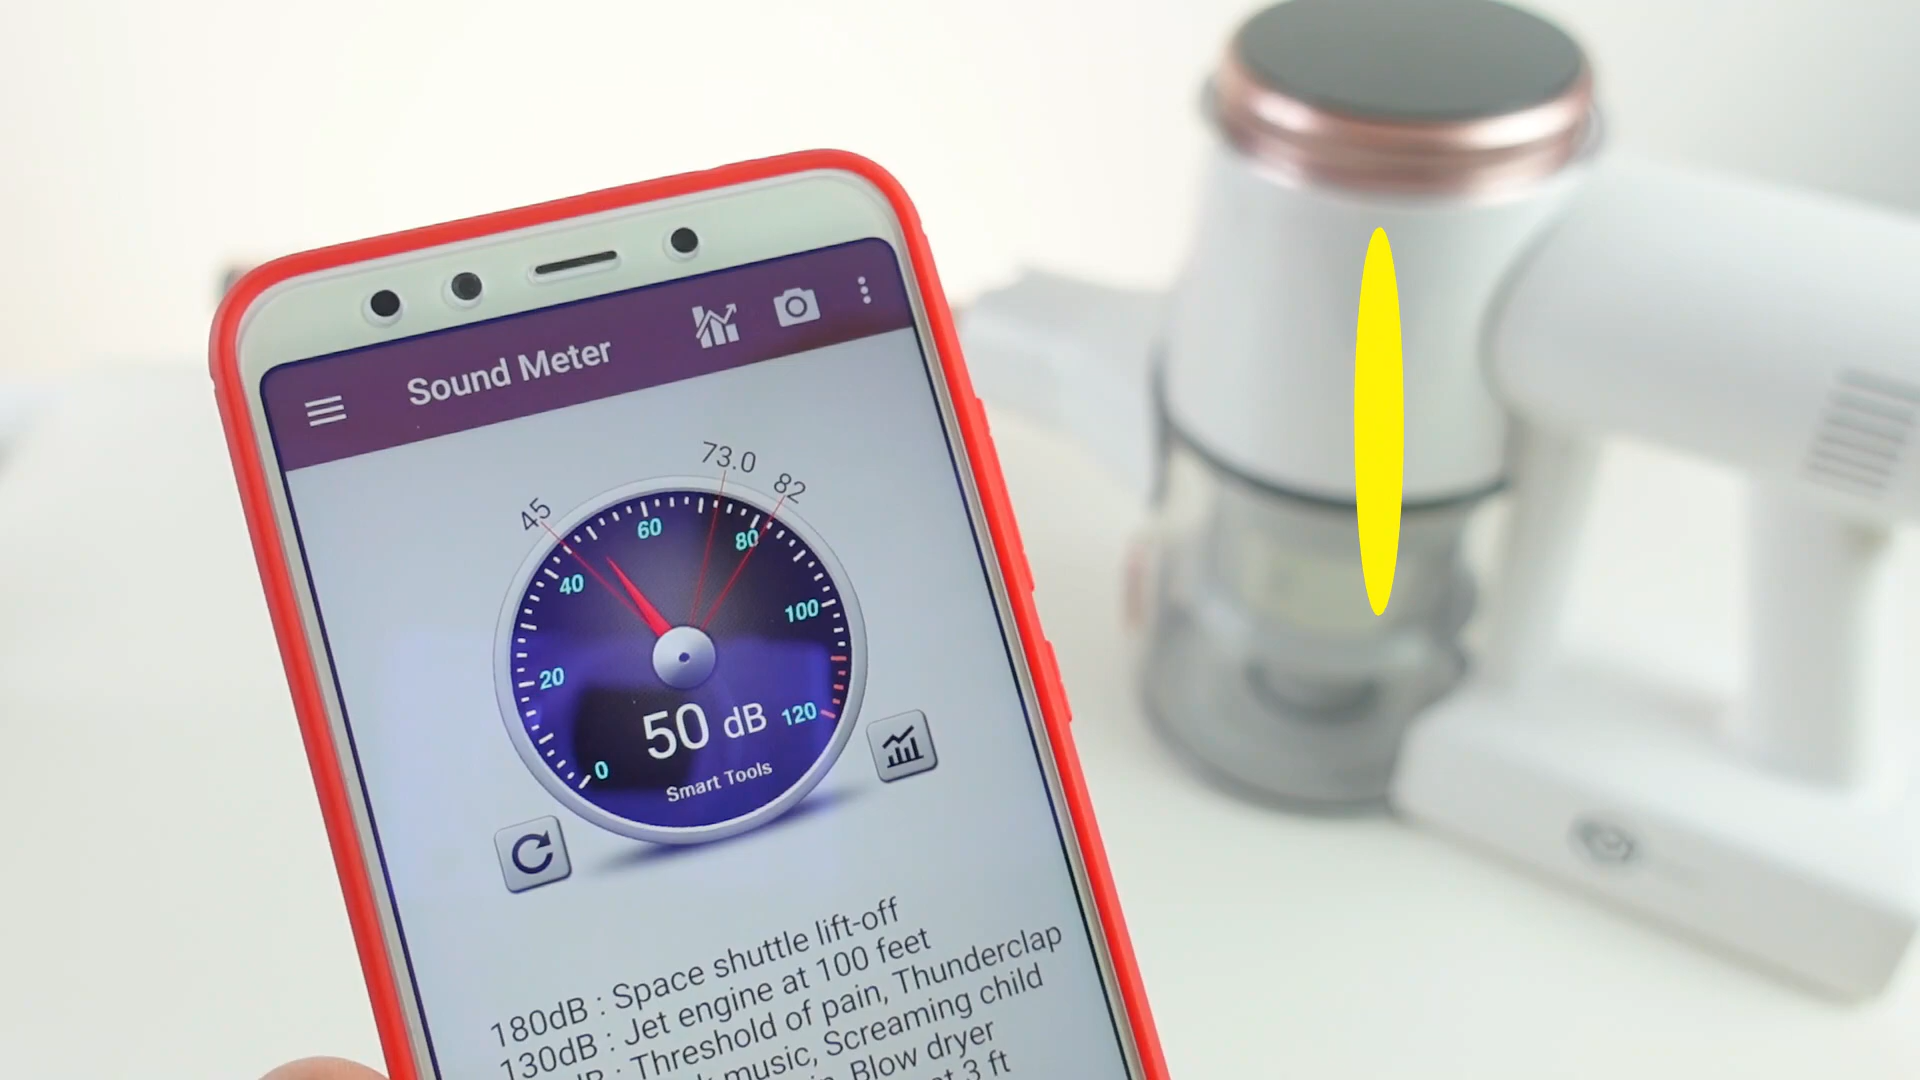 Sound Meter
45
73.0
82
0
20
40
60
80
100
120
50 dB
Smart Tools
180dB : Space shuttle lift-off
130dB : Jet engine at 100 feet
: Threshold of pain, Thunderclap
music, Screaming child
Blow dryer
3 ft